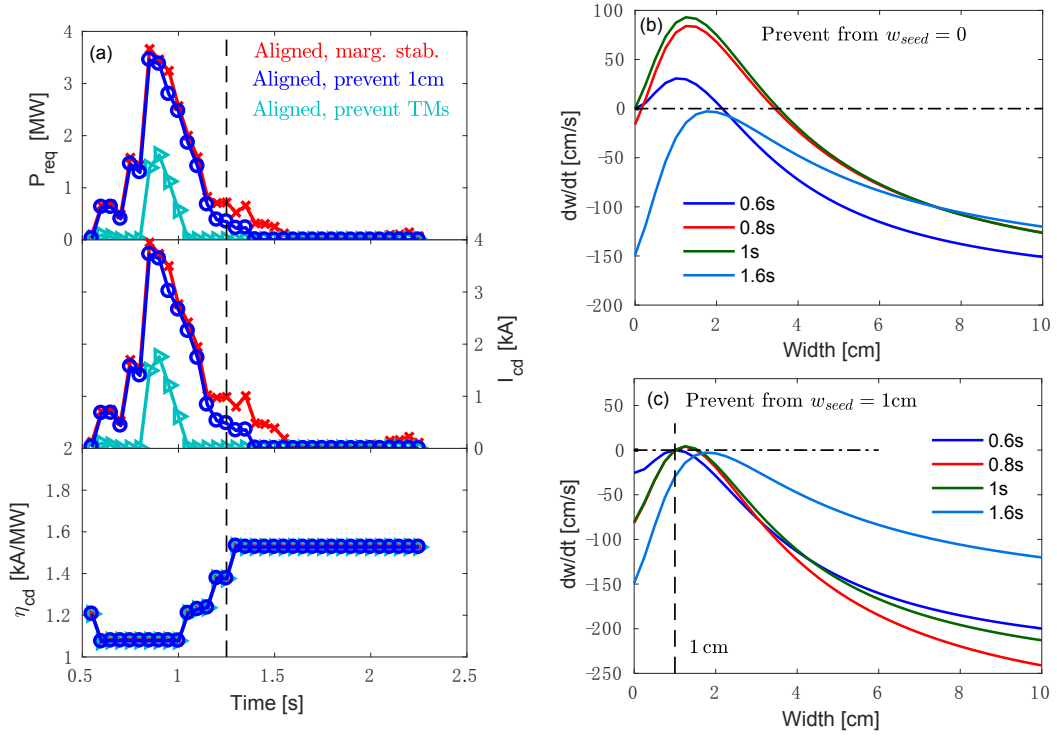 (a)
Aligned, marg. stab.
Aligned, prevent 1cm
Aligned, prevent TMs
P_req [MW]
4
3
2
1
0
I_cd [kA]
4
3
2
1
0
η_cd [kA/MW]
2
1.8
1.6
1.4
1.2
1
0.5 1 1.5 2 2.5
Time [s]
(b)
Prevent from w_seed = 0
dw/dt [cm/s]
100
50
0
-50
-100
-150
-200
0.6s
0.8s
1s
1.6s
0 2 4 6 8 10
Width [cm]
(c)
Prevent from w_seed = 1cm
dw/dt [cm/s]
50
0
-50
-100
-150
-200
-250
0.6s
0.8s
1s
1.6s
1 cm
0 2 4 6 8 10
Width [cm]